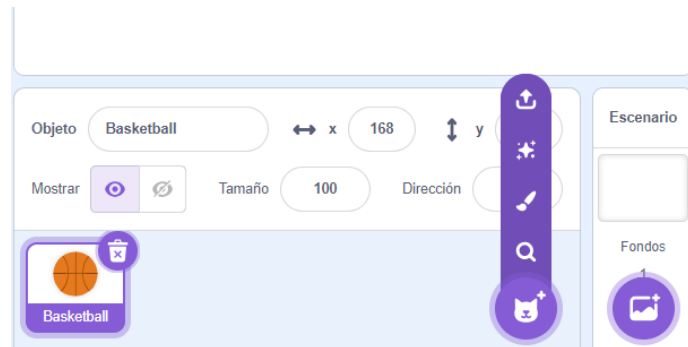 Objeto Basketball x 168 y
Escenario
Mostrar Tamaño 100 Dirección
Fondos
1
Basketball